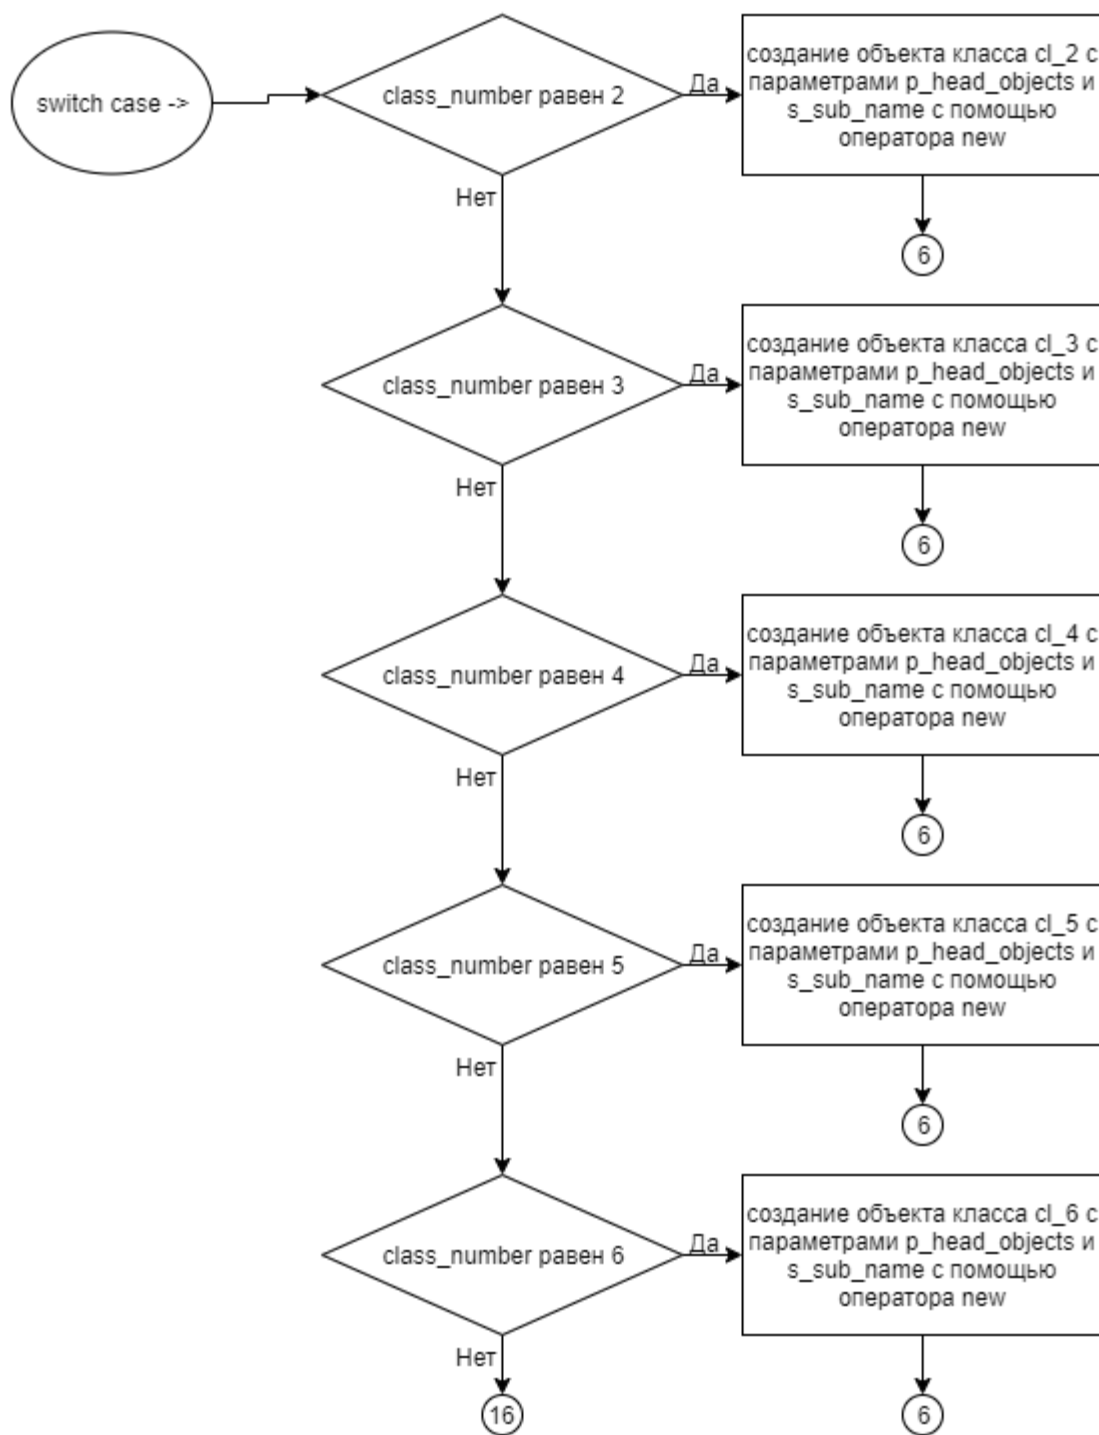 switch case ->
class_number равен 2
Да
создание объекта класса cl_2 с
параметрами p_head_objects и
s_sub_name с помощью
оператора new
Нет
6
class_number равен 3
Да
создание объекта класса cl_3 с
параметрами p_head_objects и
s_sub_name с помощью
оператора new
Нет
6
class_number равен 4
Да
создание объекта класса cl_4 с
параметрами p_head_objects и
s_sub_name с помощью
оператора new
Нет
6
class_number равен 5
Да
создание объекта класса cl_5 с
параметрами p_head_objects и
s_sub_name с помощью
оператора new
Нет
6
class_number равен 6
Да
создание объекта класса cl_6 с
параметрами p_head_objects и
s_sub_name с помощью
оператора new
Нет
16
6